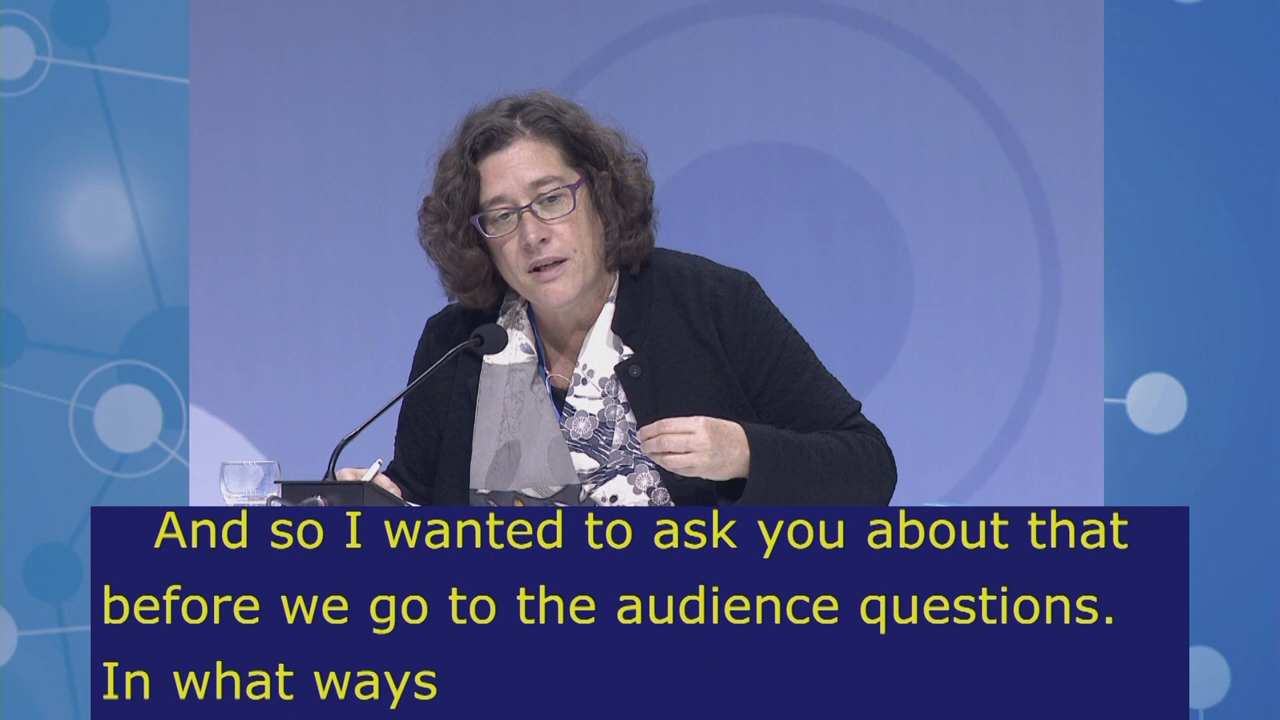 And so I wanted to ask you about that
before we go to the audience questions.
In what ways